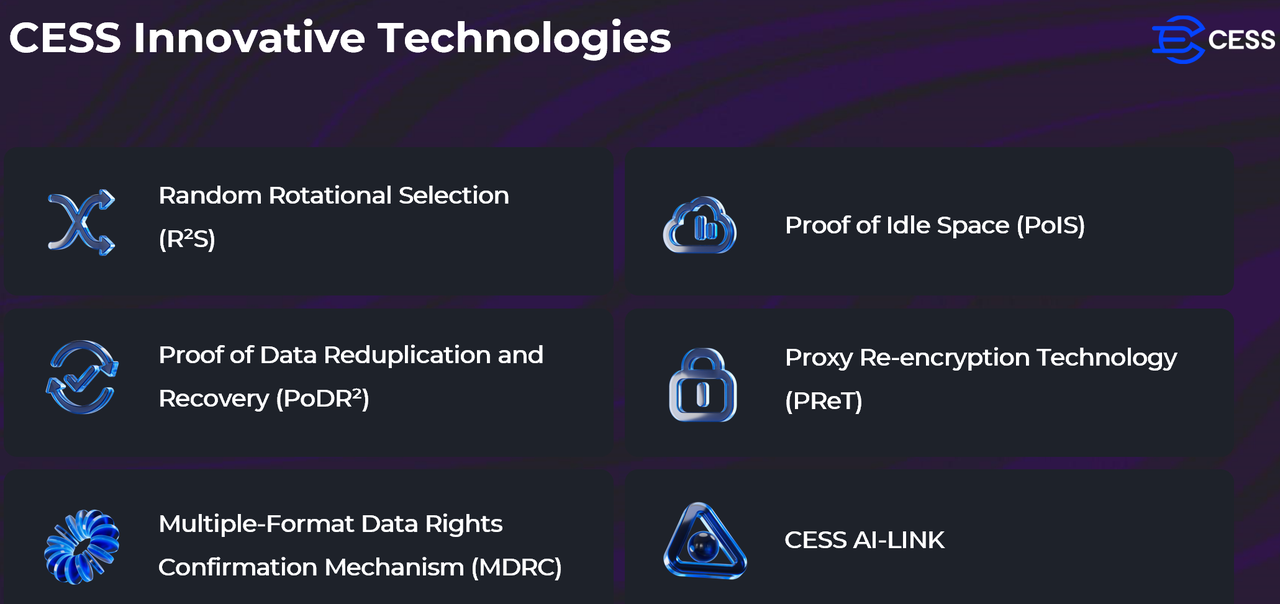 CESS Innovative Technologies
CESS
Random Rotational Selection
(R²S)
Proof of Idle Space (PoIS)
Proof of Data Reduplication and
Recovery (PoDR²)
Proxy Re-encryption Technology
(PReT)
Multiple-Format Data Rights
Confirmation Mechanism (MDRC)
CESS AI-LINK